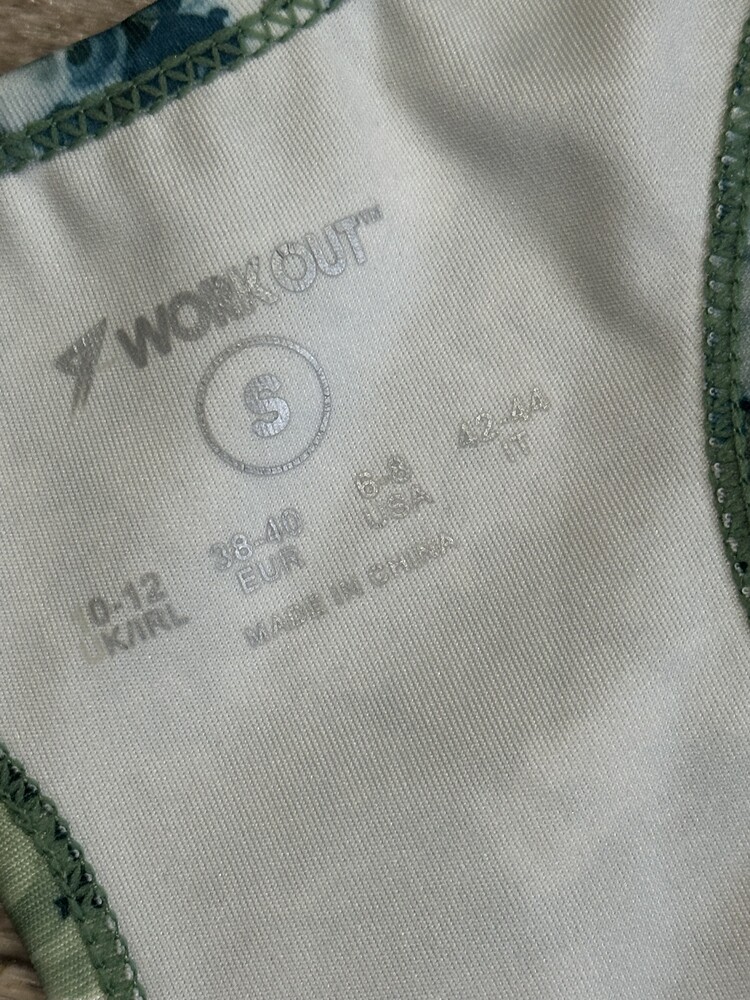 WORKOUT™
S
10-12 38-40 6-8 42-44
UK/IRL EUR USA IT
MADE IN CHINA